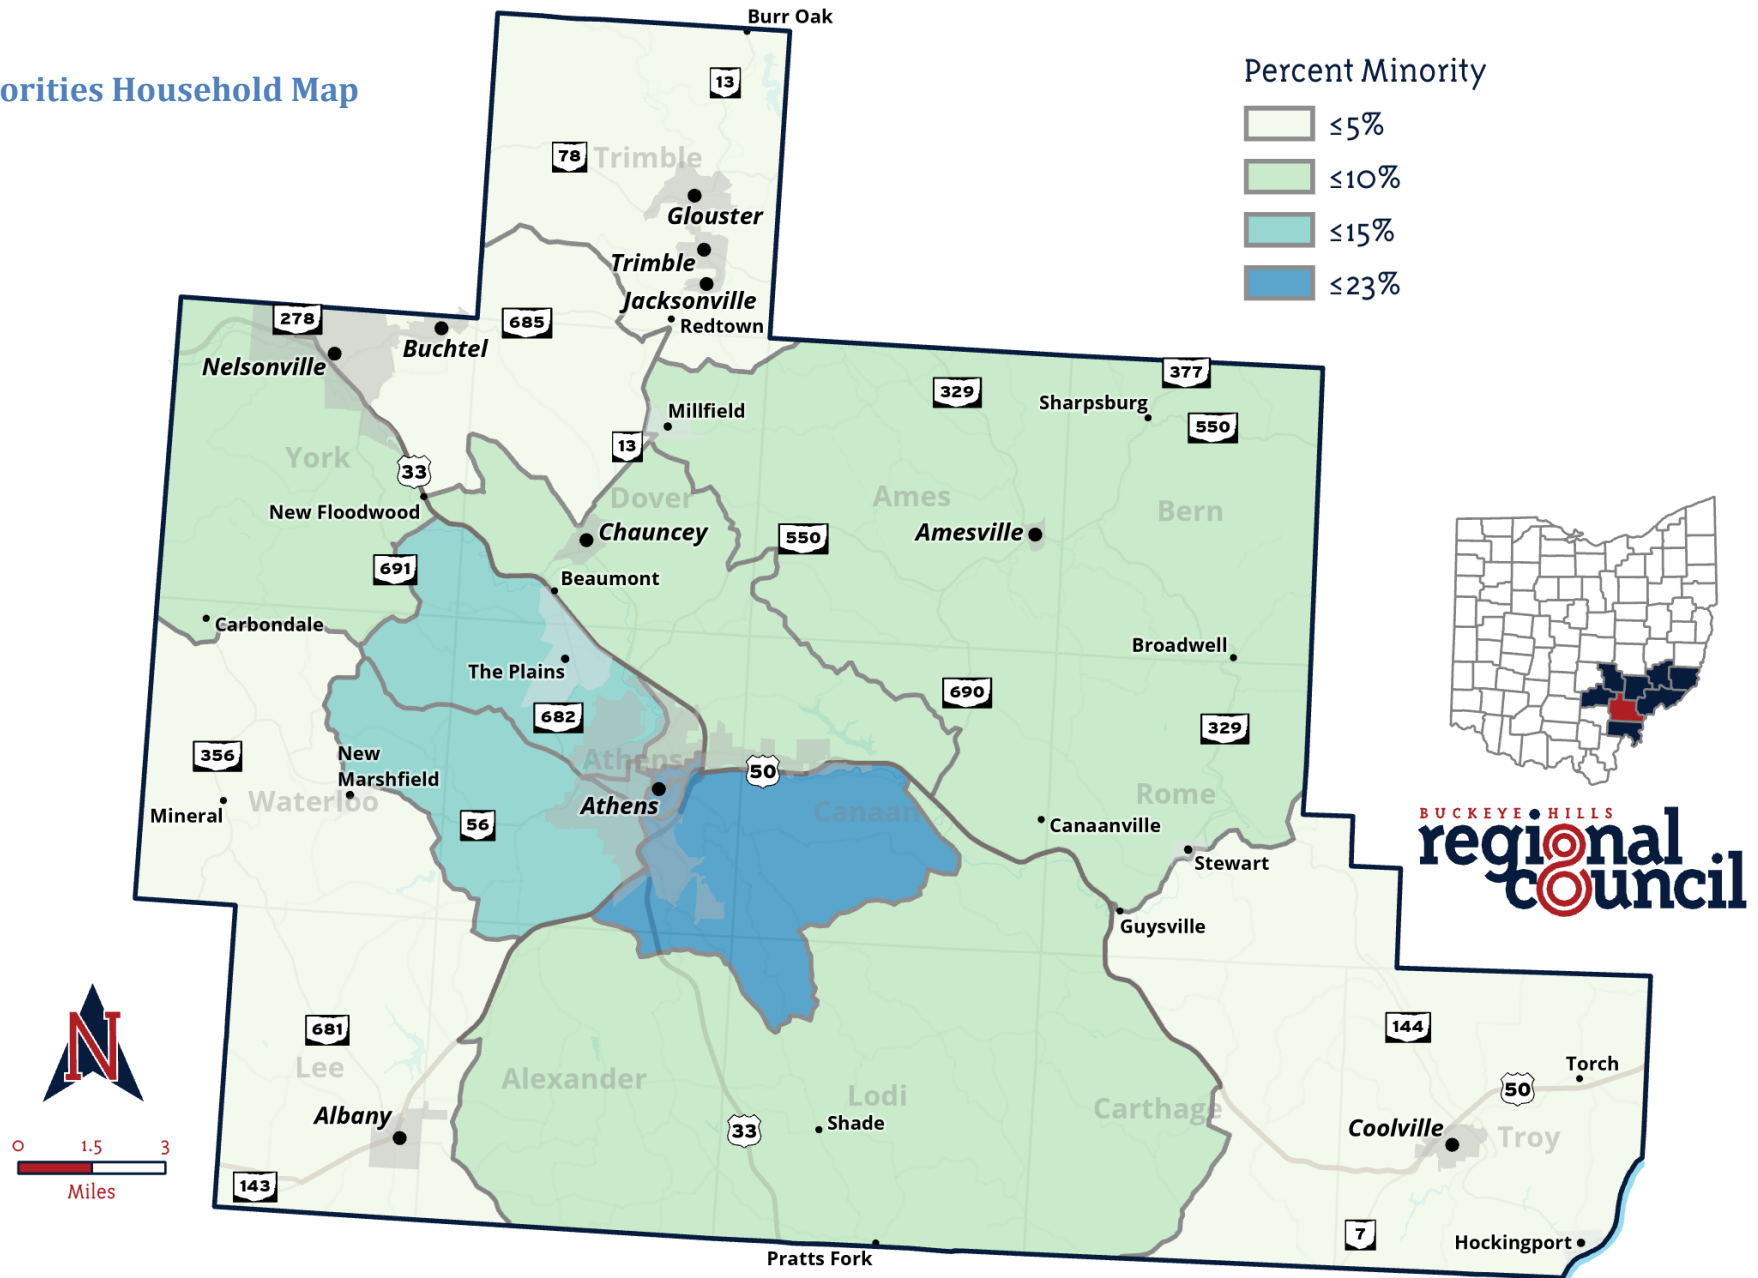 Burr Oak
orities Household Map
Percent Minority
≤5%
≤10%
≤15%
≤23%
13
78
Trimble
Glouster
Trimble
Jacksonville
Redtown
278
685
Buchtel
Nelsonville
377
329
Sharpsburg
550
Millfield
13
York
33
Dover
Ames
Bern
New Floodwood
Chauncey
550
Amesville
691
Beaumont
Carbondale
Broadwell
The Plains
690
682
329
356
New
Marshfield
Athens
50
Waterloo
Mineral
Athens
Canaan
Rome
56
Canaanville
Stewart
BUCKEYE HILLS
regional
council
Guysville
N
681
144
Lee
Alexander
Lodi
Carthage
Torch
50
Albany
33
Shade
Coolville
Troy
0 1.5 3
Miles
143
7
Hockingport
Pratts Fork